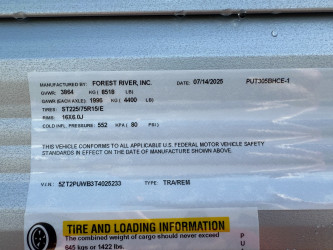 MANUFACTURED BY: FOREST RIVER, INC. DATE: 07/14/2025 PUT305BHCE-1
GVWR: 3864 KG ( 8518 LB)
GAWR (EACH AXLE): 1996 KG ( 4400 LB)
TIRES: ST225/75R15/E
RIMS: 15X6.0J
COLD INFL. PRESSURE: 552 KPA ( 80 PSI)
THIS VEHICLE CONFORMS TO ALL APPLICABLE U.S. FEDERAL MOTOR VEHICLE SAFETY
STANDARDS IN EFFECT ON THE DATE OF MANUFACTURE SHOWN ABOVE.
V.I.N.: 5ZT2PUWB3T4025233 TYPE: TRA/REM
TIRE AND LOADING INFORMATION
The combined weight of cargo should never exceed
645 kgs or 1422 lbs.
P
U